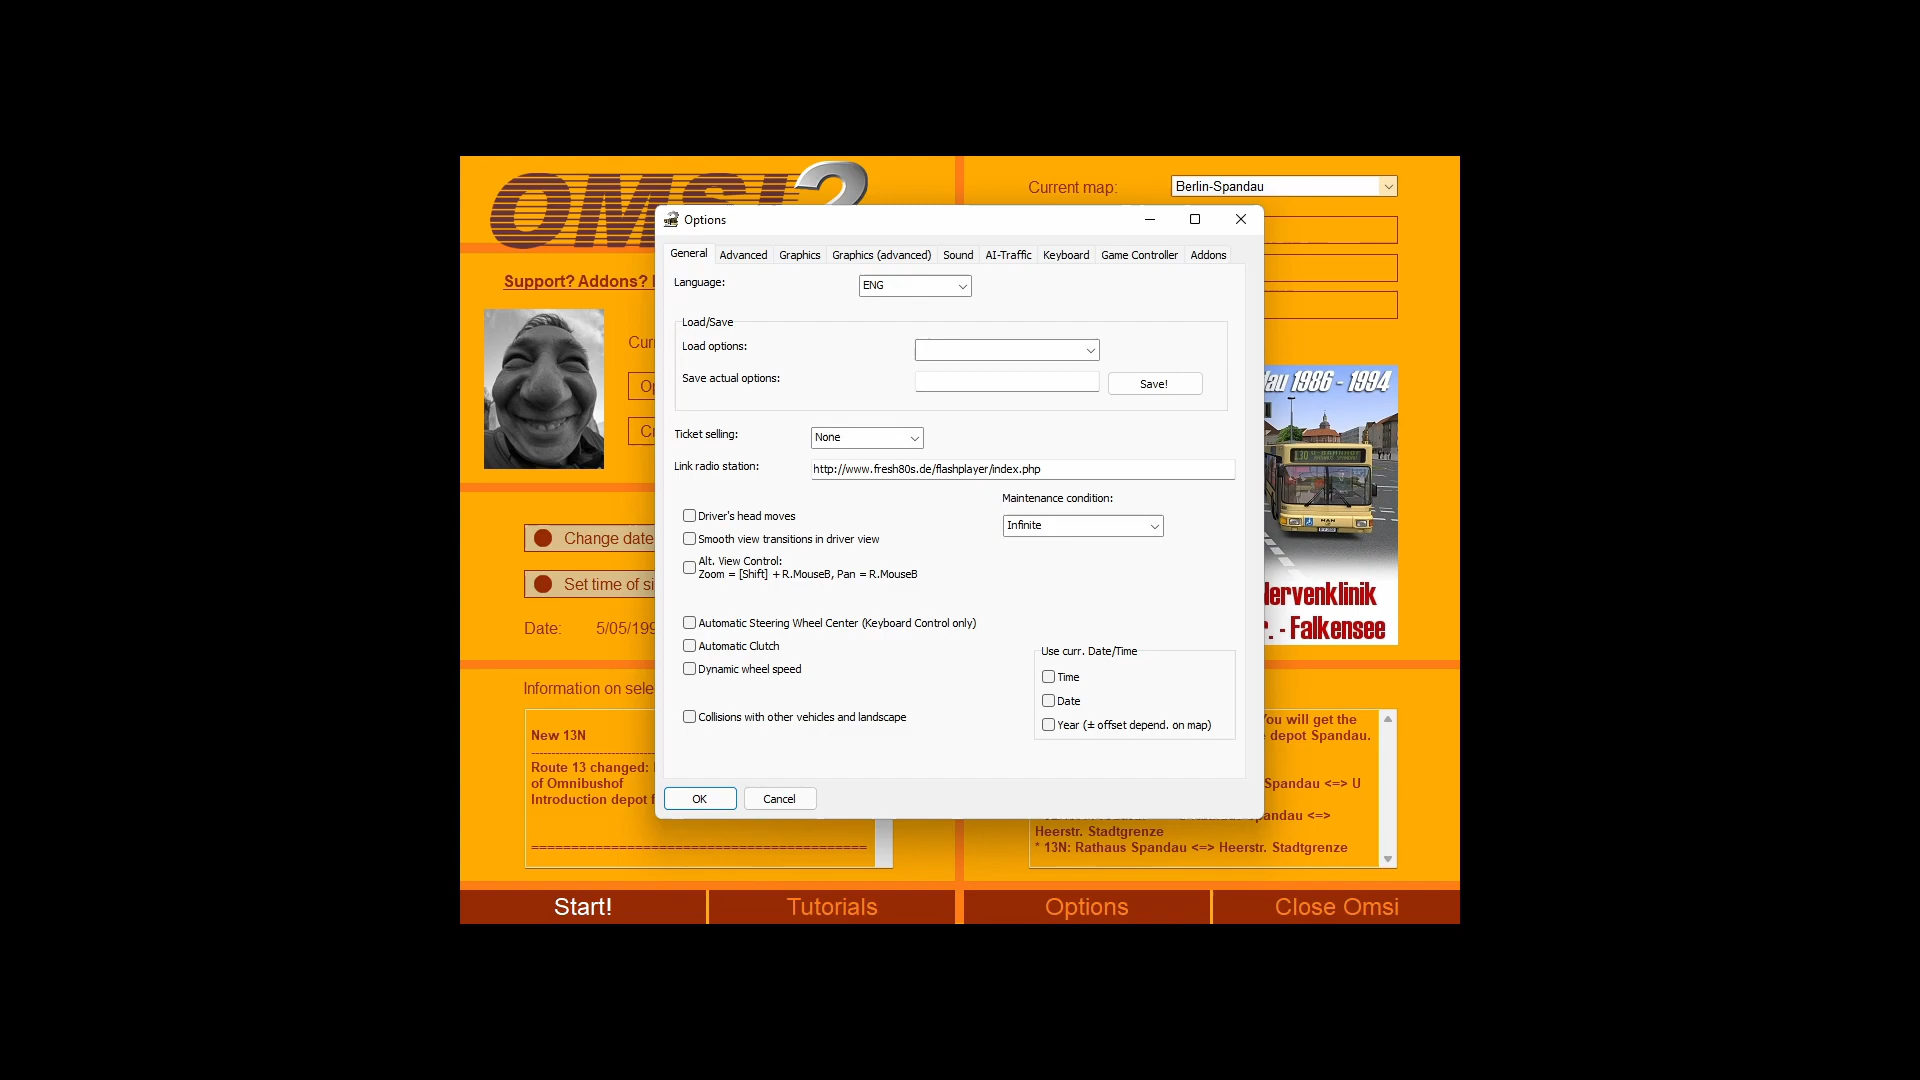 OMSI 2
Current map:
Berlin-Spandau
Options
Support? Addons?
General
Advanced
Graphics
Graphics (advanced)
Sound
AI-Traffic
Keyboard
Game Controller
Addons
Language:
ENG
Load/Save
Load options:
Save actual options:
Save!
Ticket selling:
None
Link radio station:
http://www.fresh80s.de/flashplayer/index.php
Maintenance condition:
Infinite
Driver's head moves
Smooth view transitions in driver view
Alt. View Control:
Zoom = [Shift] + R.MouseB, Pan = R.MouseB
Automatic Steering Wheel Center (Keyboard Control only)
Automatic Clutch
Dynamic wheel speed
Collisions with other vehicles and landscape
Use curr. Date/Time
Time
Date
Year (± offset depend. on map)
OK
Cancel
Change date
Set time of si
Date:
5/05/199
dau 1986 - 1994
Nervenklinik
r. - Falkensee
Information on sele
New 13N
Route 13 changed:
of Omnibushof
Introduction depot f
===========================================
You will get the
depot Spandau.
Spandau <=> U
pandau <=>
Heerstr. Stadtgrenze
* 13N: Rathaus Spandau <=> Heerstr. Stadtgrenze
Start!
Tutorials
Options
Close Omsi